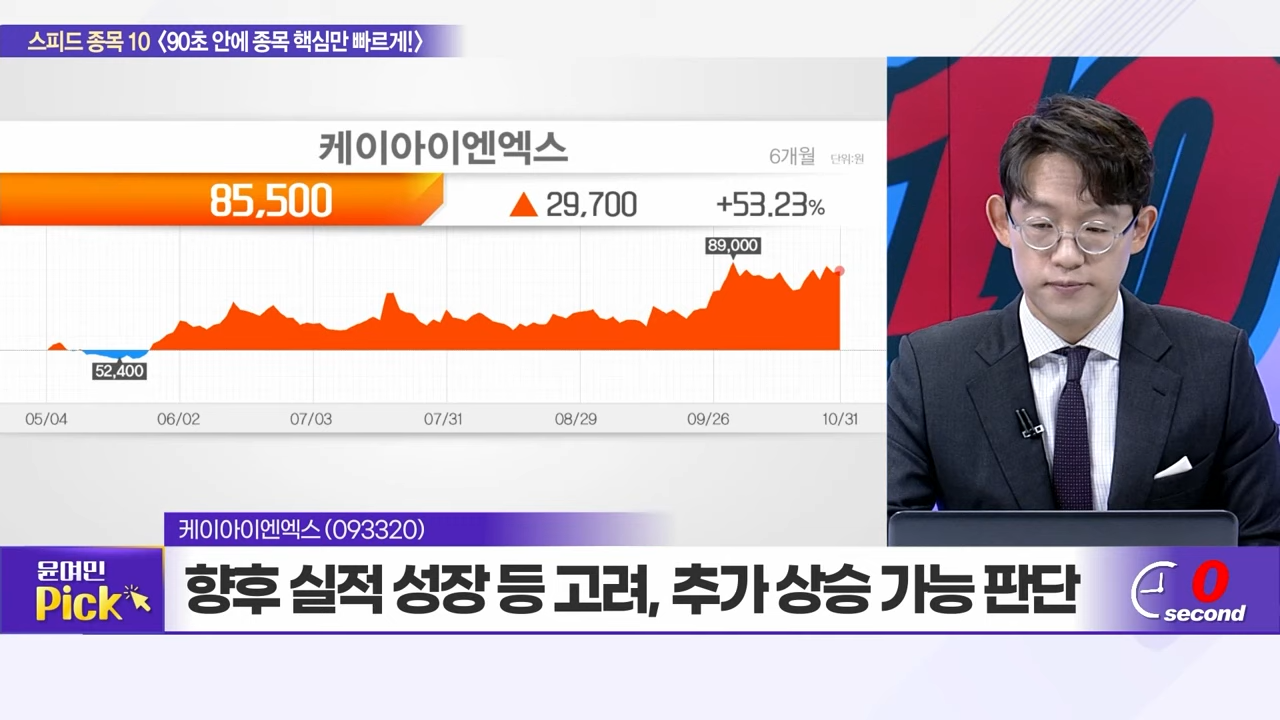 스피드 종목 10 〈90초 안에 종목 핵심만 빠르게!〉
케이아이엔엑스
6개월 단위:원
85,500 ▲ 29,700 +53.23%
89,000
52,400
05/04 06/02 07/03 07/31 08/29 09/26 10/31
케이아이엔엑스 (093320)
윤여민
Pick
향후 실적 성장 등 고려, 추가 상승 가능 판단
0
second
10